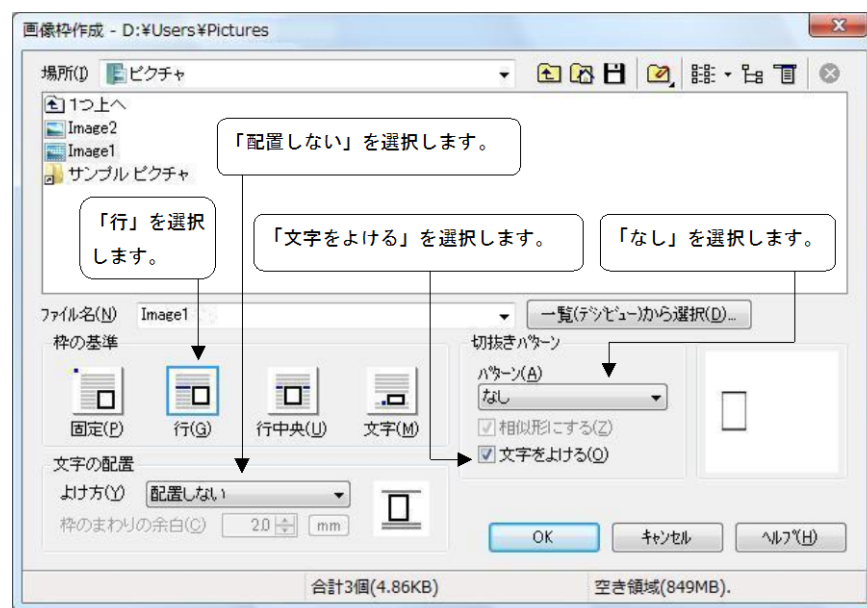 画像枠作成 - D:¥Users¥Pictures
場所(I) ピクチャ
1つ上へ
Image2
Image1
サンプル ピクチャ
「配置しない」を選択します。
「行」を選択
します。
「文字をよける」を選択します。
「なし」を選択します。
ファイル名(N) Image1 一覧(デジビュー)から選択(D)...
枠の基準
固定(P) 行(G) 行中央(U) 文字(M)
切抜きパターン
パターン(A)
なし
相似形にする(Z)
文字をよける(O)
文字の配置
よけ方(Y) 配置しない
枠のまわりの余白(C) 2.0 mm
OK キャンセル ヘルプ(H)
合計3個(4.86KB) 空き領域(849MB).